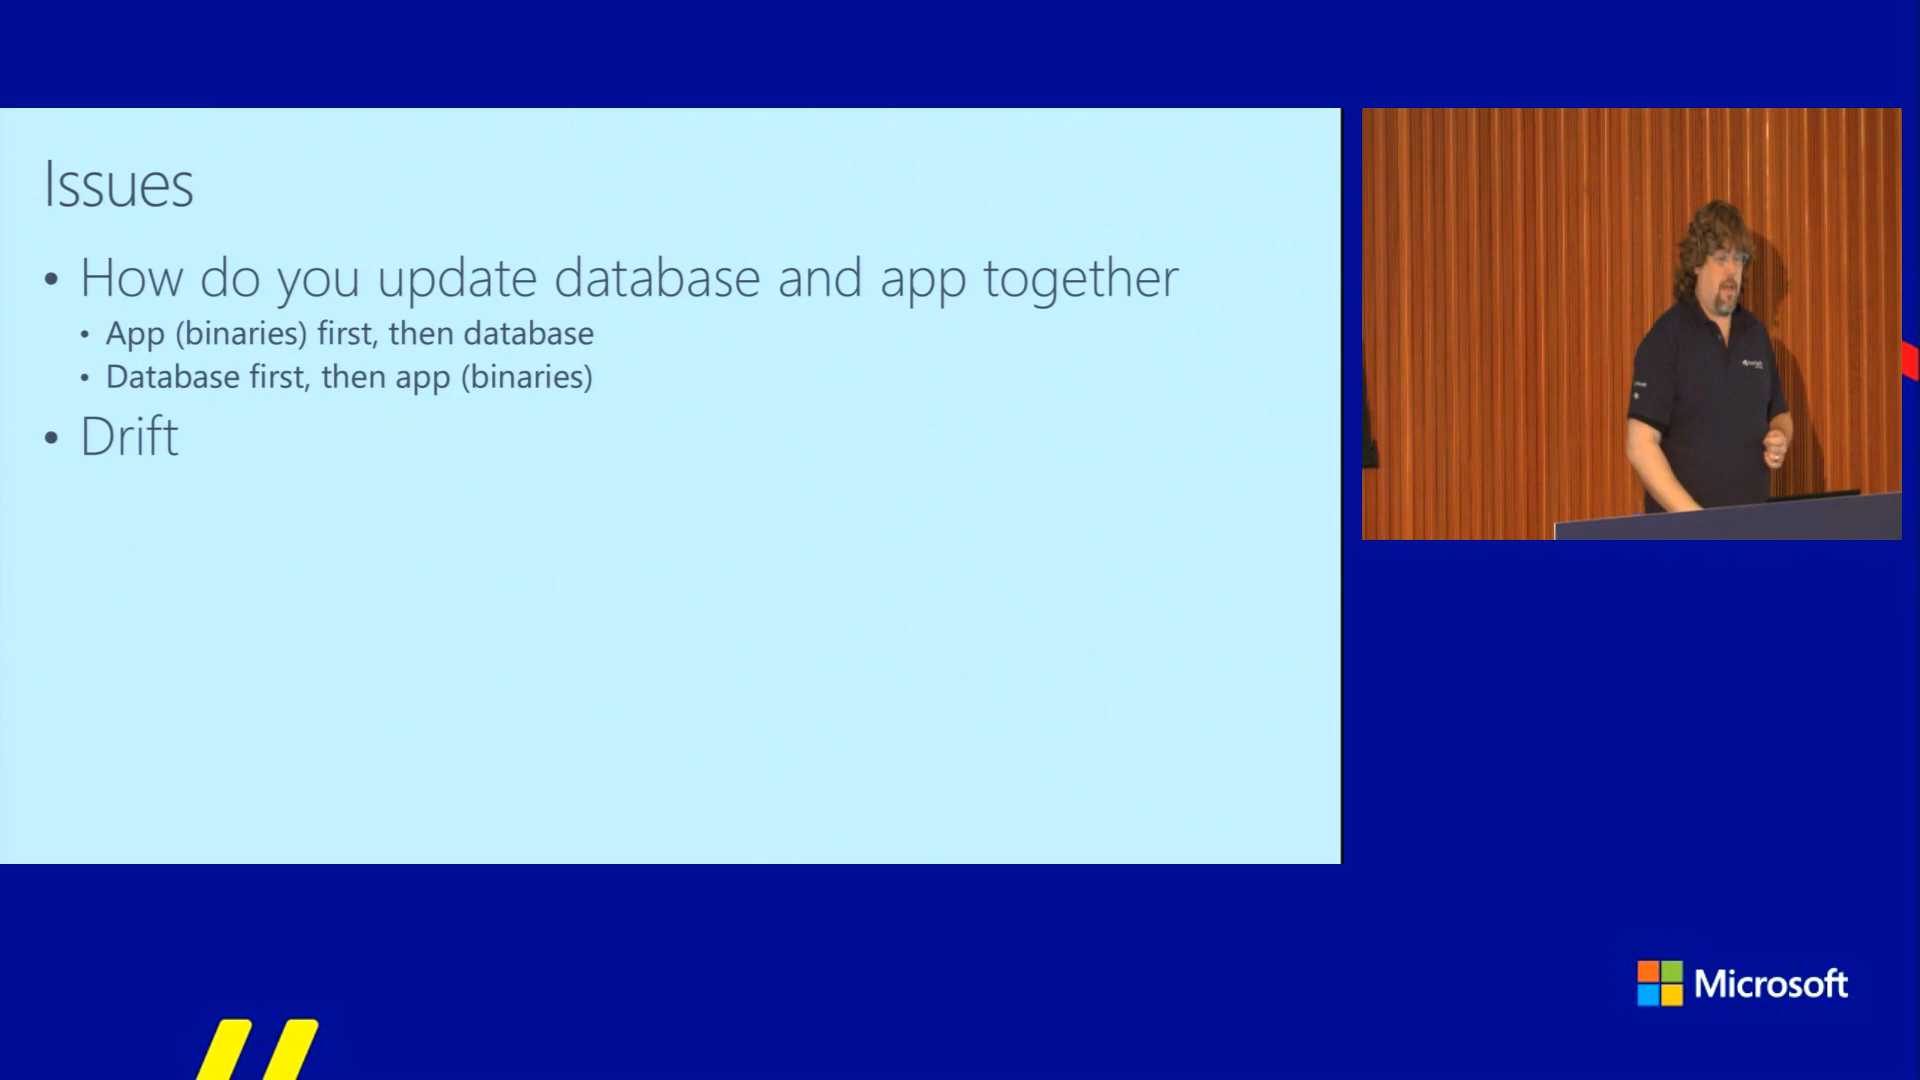 Issues
• How do you update database and app together
• App (binaries) first, then database
• Database first, then app (binaries)
• Drift
Microsoft